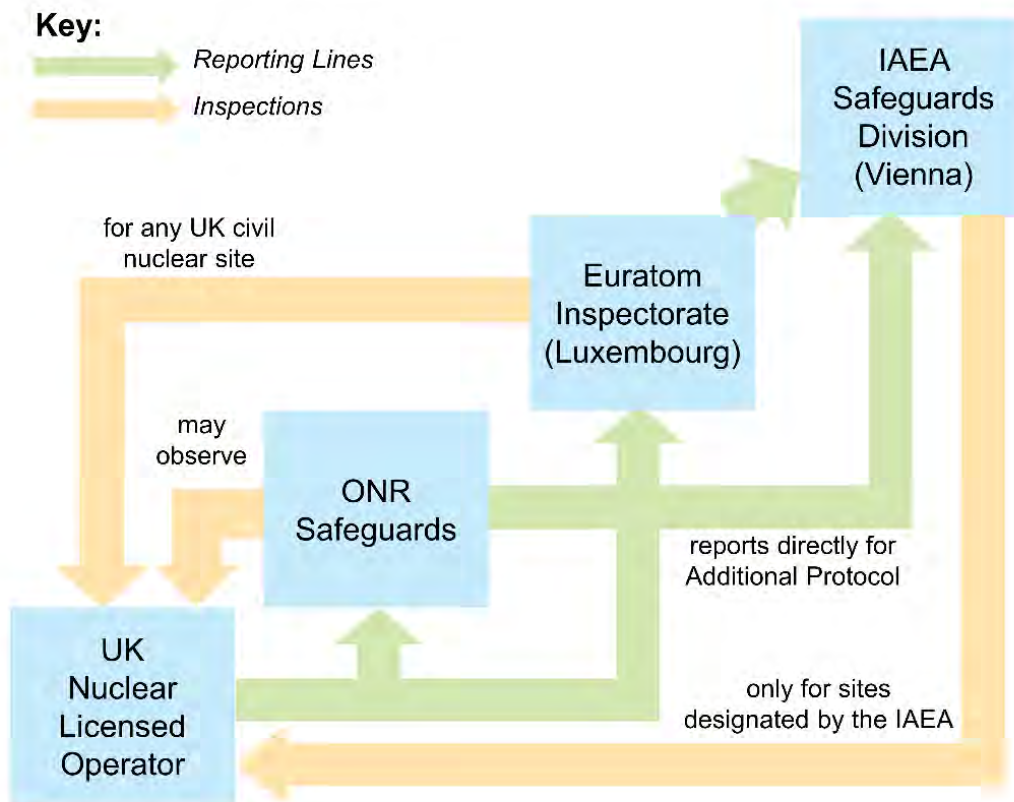 Key:
Reporting Lines
Inspections
IAEA
Safeguards
Division
(Vienna)
for any UK civil
nuclear site
Euratom
Inspectorate
(Luxembourg)
may
observe
ONR
Safeguards
reports directly for
Additional Protocol
UK
Nuclear
Licensed
Operator
only for sites
designated by the IAEA